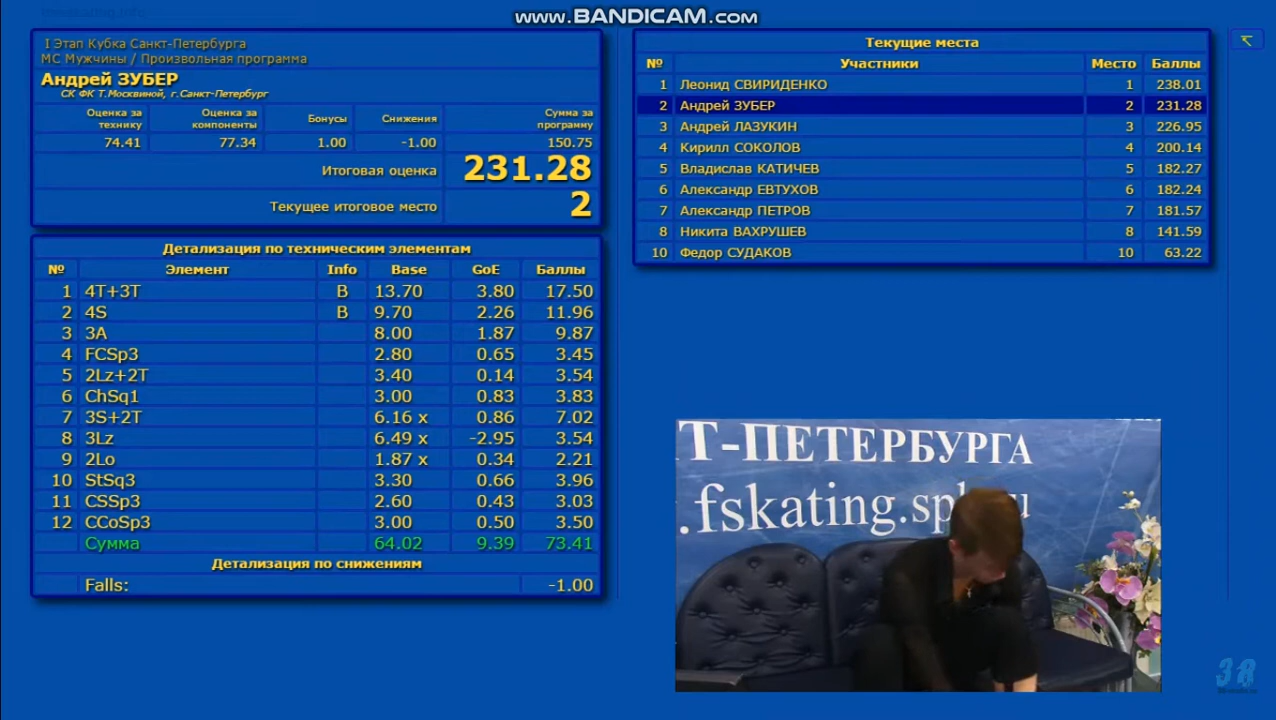 www.BANDICAM.com
I Этап Кубка Санкт-Петербурга
МС Мужчины / Произвольная программа
Андрей ЗУБЕР
СК ФК Т.Москвиной, г.Санкт-Петербург
Оценка за технику Оценка за компоненты Бонусы Снижения Сумма за программу
74.41 77.34 1.00 -1.00 150.75
Итоговая оценка 231.28
Текущее итоговое место 2
Детализация по техническим элементам
№ Элемент Info Base GoE Баллы
1 4T+3T B 13.70 3.80 17.50
2 4S B 9.70 2.26 11.96
3 3A 8.00 1.87 9.87
4 FCSp3 2.80 0.65 3.45
5 2Lz+2T 3.40 0.14 3.54
6 ChSq1 3.00 0.83 3.83
7 3S+2T 6.16 x 0.86 7.02
8 3Lz 6.49 x -2.95 3.54
9 2Lo 1.87 x 0.34 2.21
10 StSq3 3.30 0.66 3.96
11 CSSp3 2.60 0.43 3.03
12 CCoSp3 3.00 0.50 3.50
Сумма 64.02 9.39 73.41
Детализация по снижениям
Falls: -1.00
Текущие места
№ Участники Место Баллы
1 Леонид СВИРИДЕНКО 1 238.01
2 Андрей ЗУБЕР 2 231.28
3 Андрей ЛАЗУКИН 3 226.95
4 Кирилл СОКОЛОВ 4 200.14
5 Владислав КАТИЧЕВ 5 182.27
6 Александр ЕВТУХОВ 6 182.24
7 Александр ПЕТРОВ 7 181.57
8 Никита ВАХРУШЕВ 8 141.59
10 Федор СУДАКОВ 10 63.22
Т-ПЕТЕРБУРГА
.fskating.sp